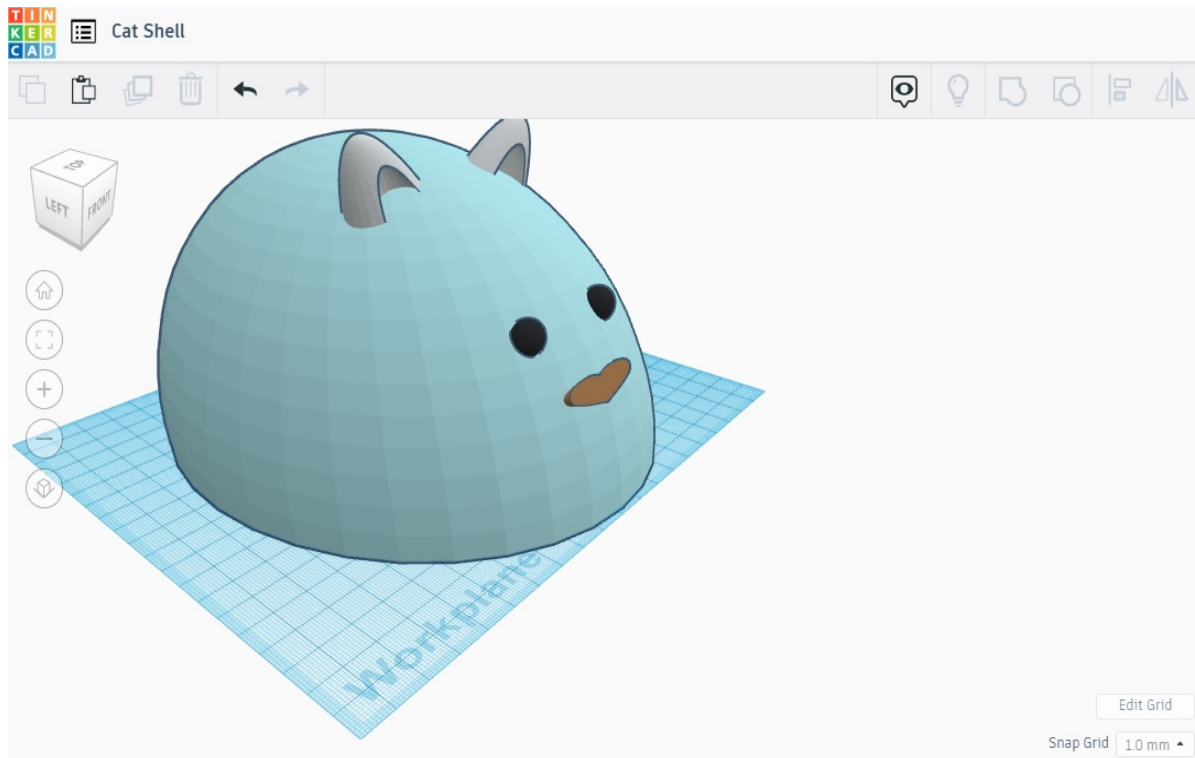 TIN
KER
CAD
Cat Shell
TOP
LEFT
FRONT
Workplane
Edit Grid
Snap Grid 1.0 mm